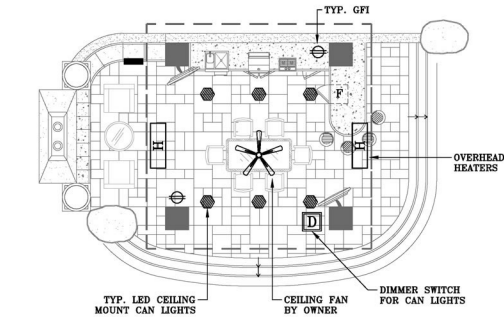 TYP. GFI
F
H
H
OVERHEAD
HEATERS
D
DIMMER SWITCH
FOR CAN LIGHTS
TYP. LED CEILING
MOUNT CAN LIGHTS
CEILING FAN
BY OWNER